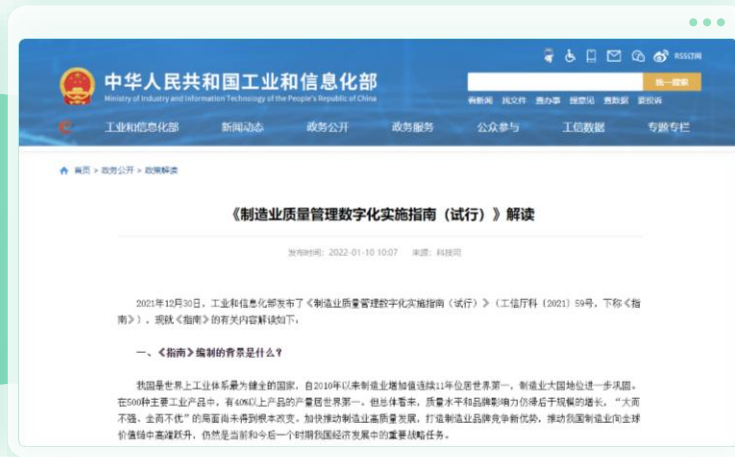 RSS订阅
中华人民共和国工业和信息化部
Ministry of Industry and Information Technology of the People's Republic of China
统一搜索
看新闻 找文件 查办事 提意见 查数据 要投诉
工业和信息化部 新闻动态 政务公开 政务服务 公众参与 工信数据 专题专栏
首页 > 政务公开 > 政策解读
《制造业质量管理数字化实施指南(试行)》解读
发布时间:2022-01-10 10:07 来源:科技司
2021年12月30日,工业和信息化部发布了《制造业质量管理数字化实施指南(试行)》(工信厅科〔2021〕59号,下称《指
南》),现就《指南》的有关内容解读如下。
一、《指南》编制的背景是什么?
我国是世界上工业体系最为健全的国家,自2010年以来制造业增加值连续11年位居世界第一,制造业大国地位进一步巩固。
在500种主要工业产品中,有40%以上产品的产量居世界第一。但总体看来,质量水平和品牌影响力仍滞后于规模的增长,“大而
不强、全而不优”的局面尚未得到根本改变。加快推动制造业高质量发展,打造制造业品牌竞争新优势,推动我国制造业向全球
价值链中高端跃升,仍然是当前和今后一个时期我国经济发展中的重要战略任务。